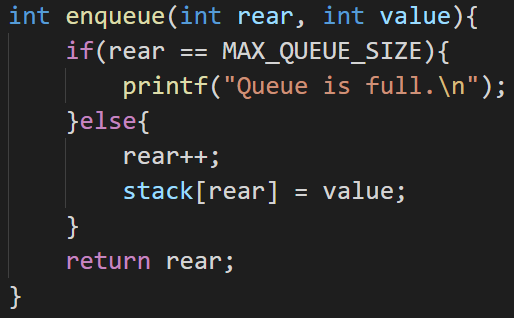 int enqueue(int rear, int value){
    if(rear == MAX_QUEUE_SIZE){
        printf("Queue is full.\n");
    }else{
        rear++;
        stack[rear] = value;
    }
    return rear;
}